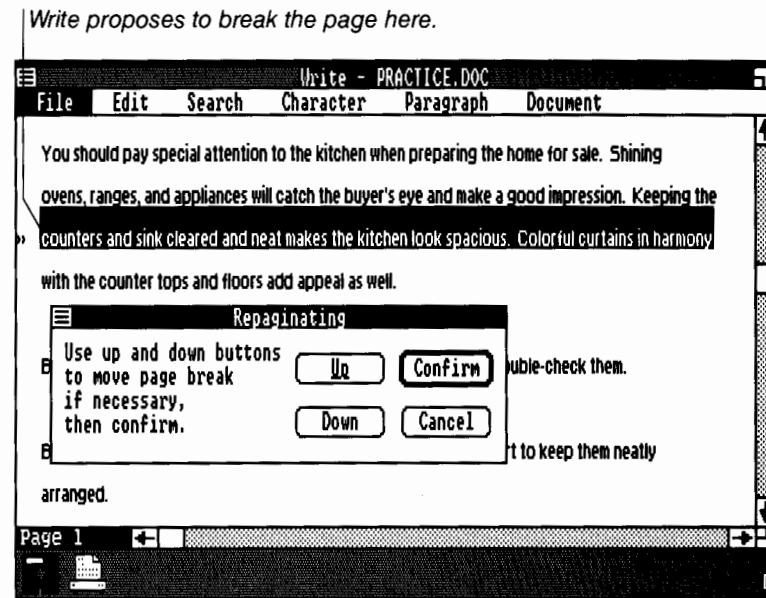 Write proposes to break the page here.
Write - PRACTICE.DOC
File Edit Search Character Paragraph Document
You should pay special attention to the kitchen when preparing the home for sale. Shining
ovens, ranges, and appliances will catch the buyer's eye and make a good impression. Keeping the
» counters and sink cleared and neat makes the kitchen look spacious. Colorful curtains in harmony
with the counter tops and floors add appeal as well.
Repaginating
Use up and down buttons
to move page break
if necessary,
then confirm.
Up Confirm
Down Cancel
B uble-check them.
B rt to keep them neatly
arranged.
Page 1